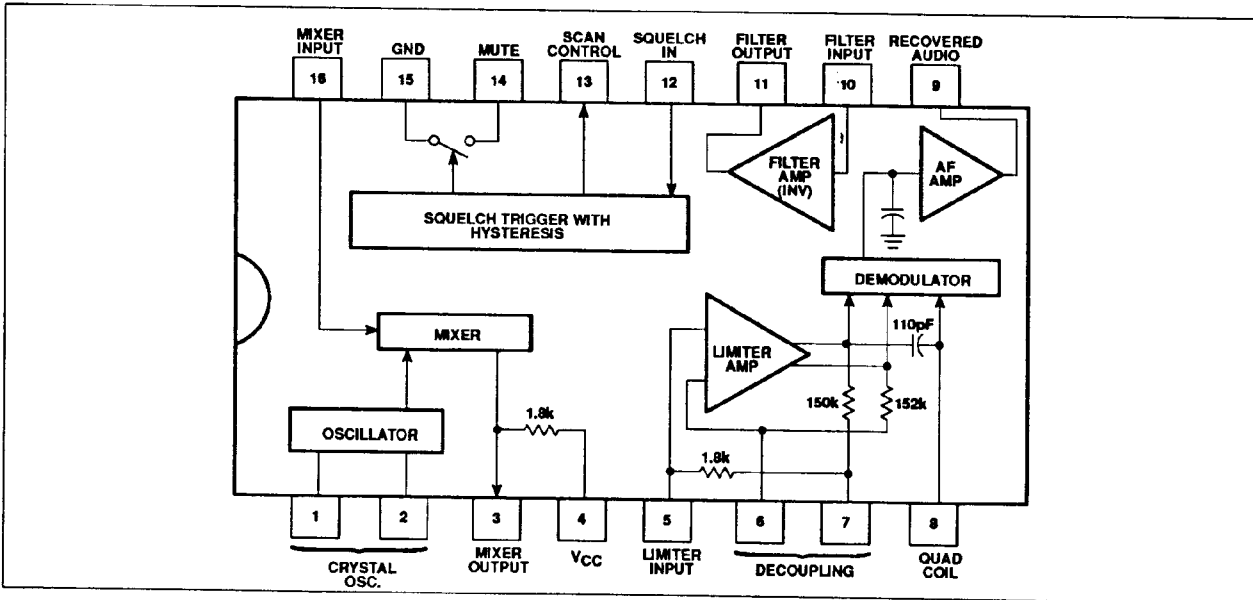 MIXER
INPUT
GND
MUTE
SCAN
CONTROL
SQUELCH
IN
FILTER
OUTPUT
FILTER
INPUT
RECOVERED
AUDIO
16
15
14
13
12
11
10
9
FILTER
AMP
(INV)
AF
AMP
SQUELCH TRIGGER WITH
HYSTERESIS
DEMODULATOR
MIXER
110pF
LIMITER
AMP
150k
152k
1.8k
OSCILLATOR
1.8k
1
2
3
4
5
6
7
8
CRYSTAL
OSC.
MIXER
OUTPUT
VCC
LIMITER
INPUT
DECOUPLING
QUAD
COIL